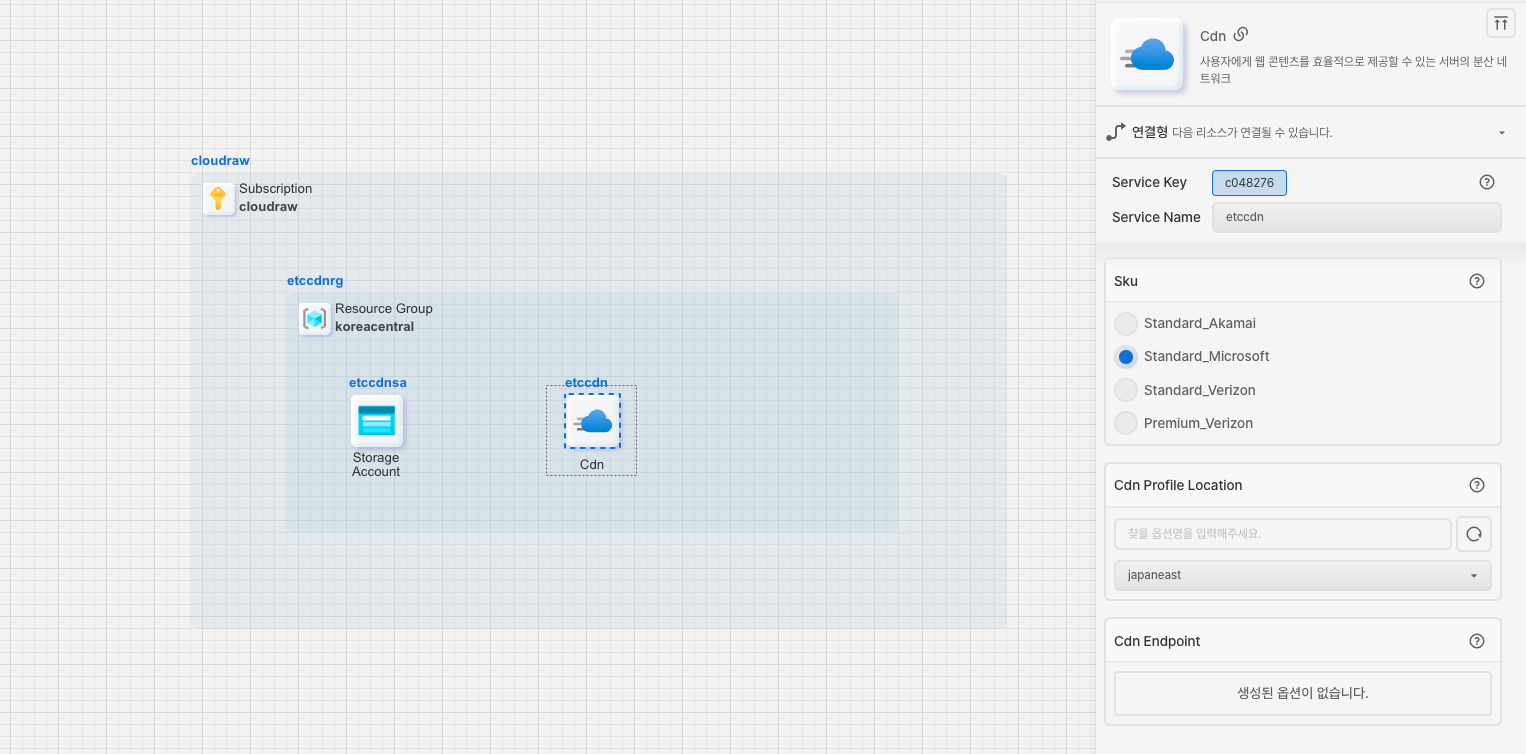 cloudraw
Subscription
cloudraw
etccdnrg
Resource Group
koreacentral
etccdnsa
Storage
Account
etccdn
Cdn
Cdn
사용자에게 웹 콘텐츠를 효율적으로 제공할 수 있는 서버의 분산 네
트워크
연결형 다음 리소스가 연결될 수 있습니다.
Service Key c048276
Service Name etccdn
Sku
Standard_Akamai
Standard_Microsoft
Standard_Verizon
Premium_Verizon
Cdn Profile Location
찾을 옵션명을 입력해주세요.
japaneast
Cdn Endpoint
생성된 옵션이 없습니다.